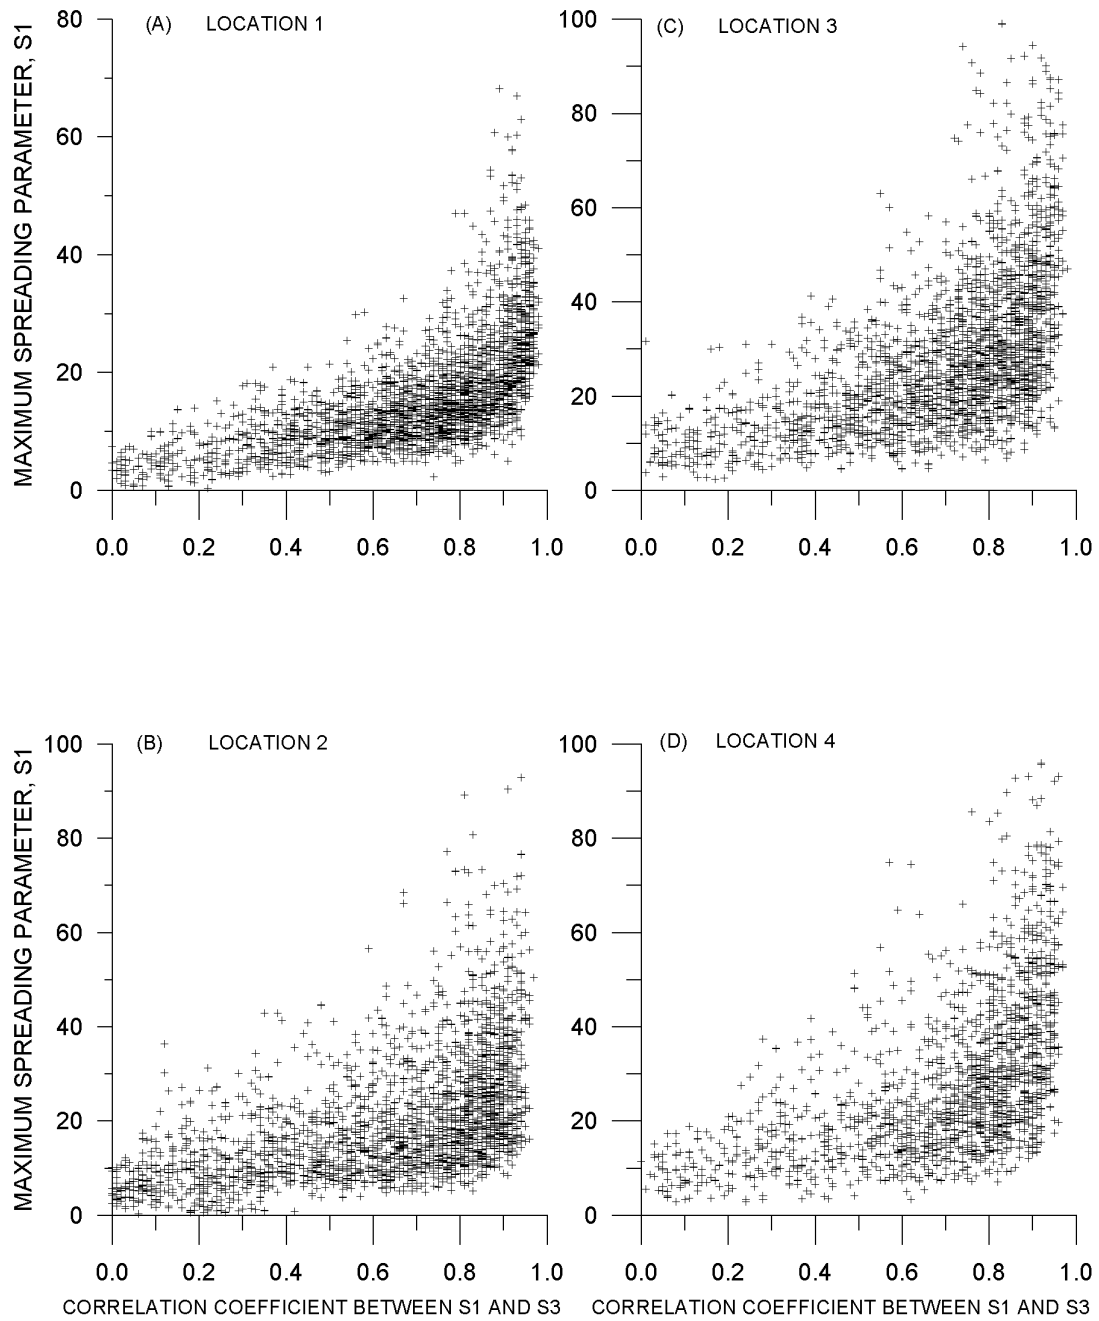 (A) LOCATION 1
MAXIMUM SPREADING PARAMETER, S1
80
60
40
20
0
0.0 0.2 0.4 0.6 0.8 1.0
(C) LOCATION 3
100
80
60
40
20
0
0.0 0.2 0.4 0.6 0.8 1.0
(B) LOCATION 2
MAXIMUM SPREADING PARAMETER, S1
100
80
60
40
20
0
0.0 0.2 0.4 0.6 0.8 1.0
CORRELATION COEFFICIENT BETWEEN S1 AND S3
(D) LOCATION 4
100
80
60
40
20
0
0.0 0.2 0.4 0.6 0.8 1.0
CORRELATION COEFFICIENT BETWEEN S1 AND S3